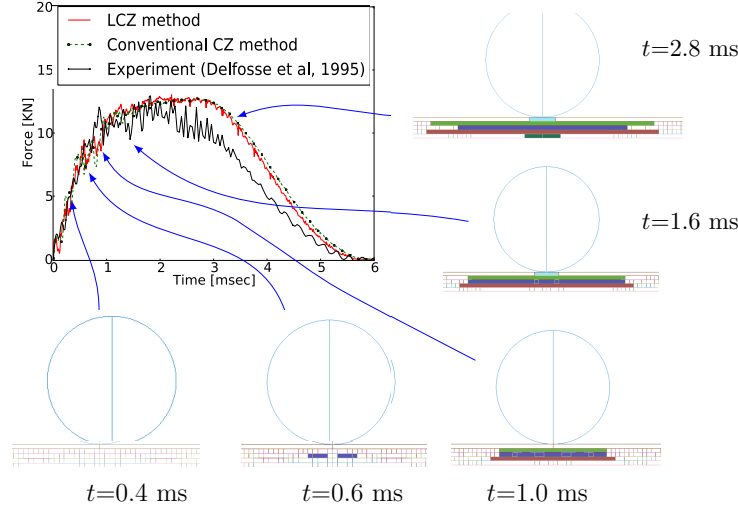 20
15
10
5
0
Force [KN]
LCZ method
Conventional CZ method
Experiment (Delfosse et al, 1995)
0 1 2 3 4 5 6
Time [msec]
t=2.8 ms
t=1.6 ms
t=0.4 ms
t=0.6 ms
t=1.0 ms